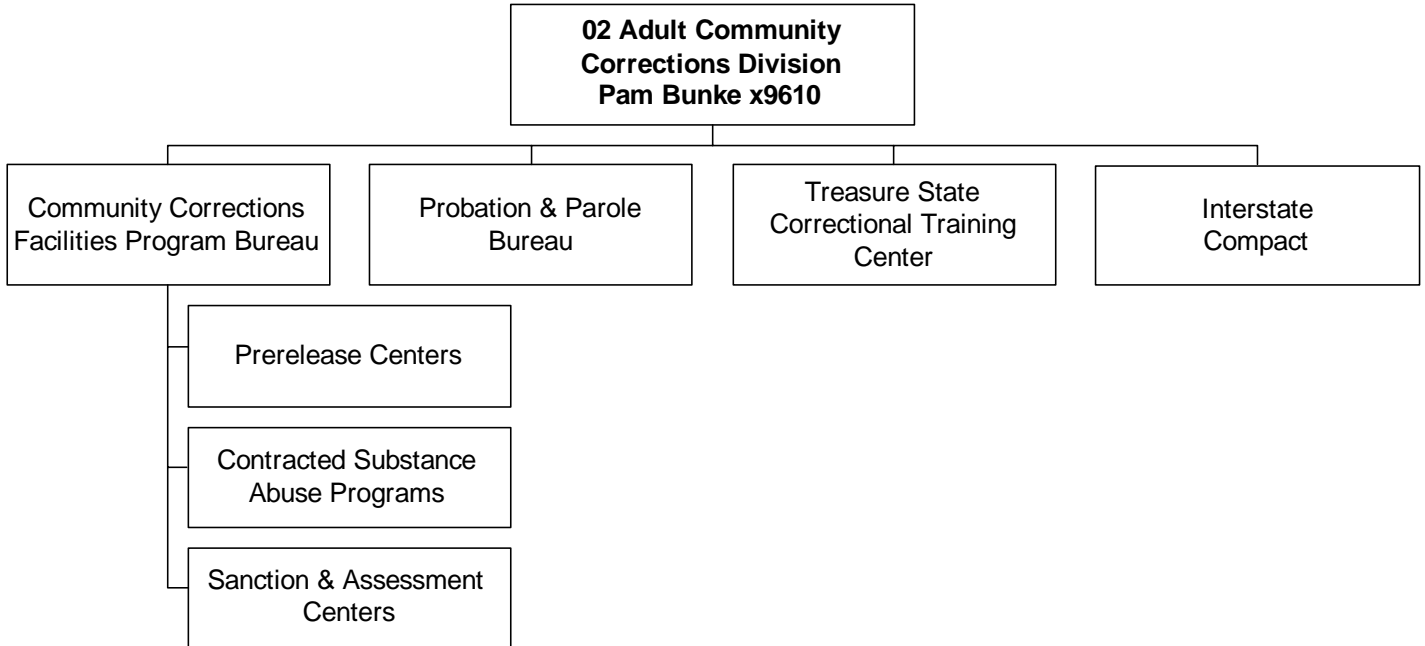 02 Adult Community
Corrections Division
Pam Bunke x9610
Community Corrections
Facilities Program Bureau
Probation & Parole
Bureau
Treasure State
Correctional Training
Center
Interstate
Compact
Prerelease Centers
Contracted Substance
Abuse Programs
Sanction & Assessment
Centers